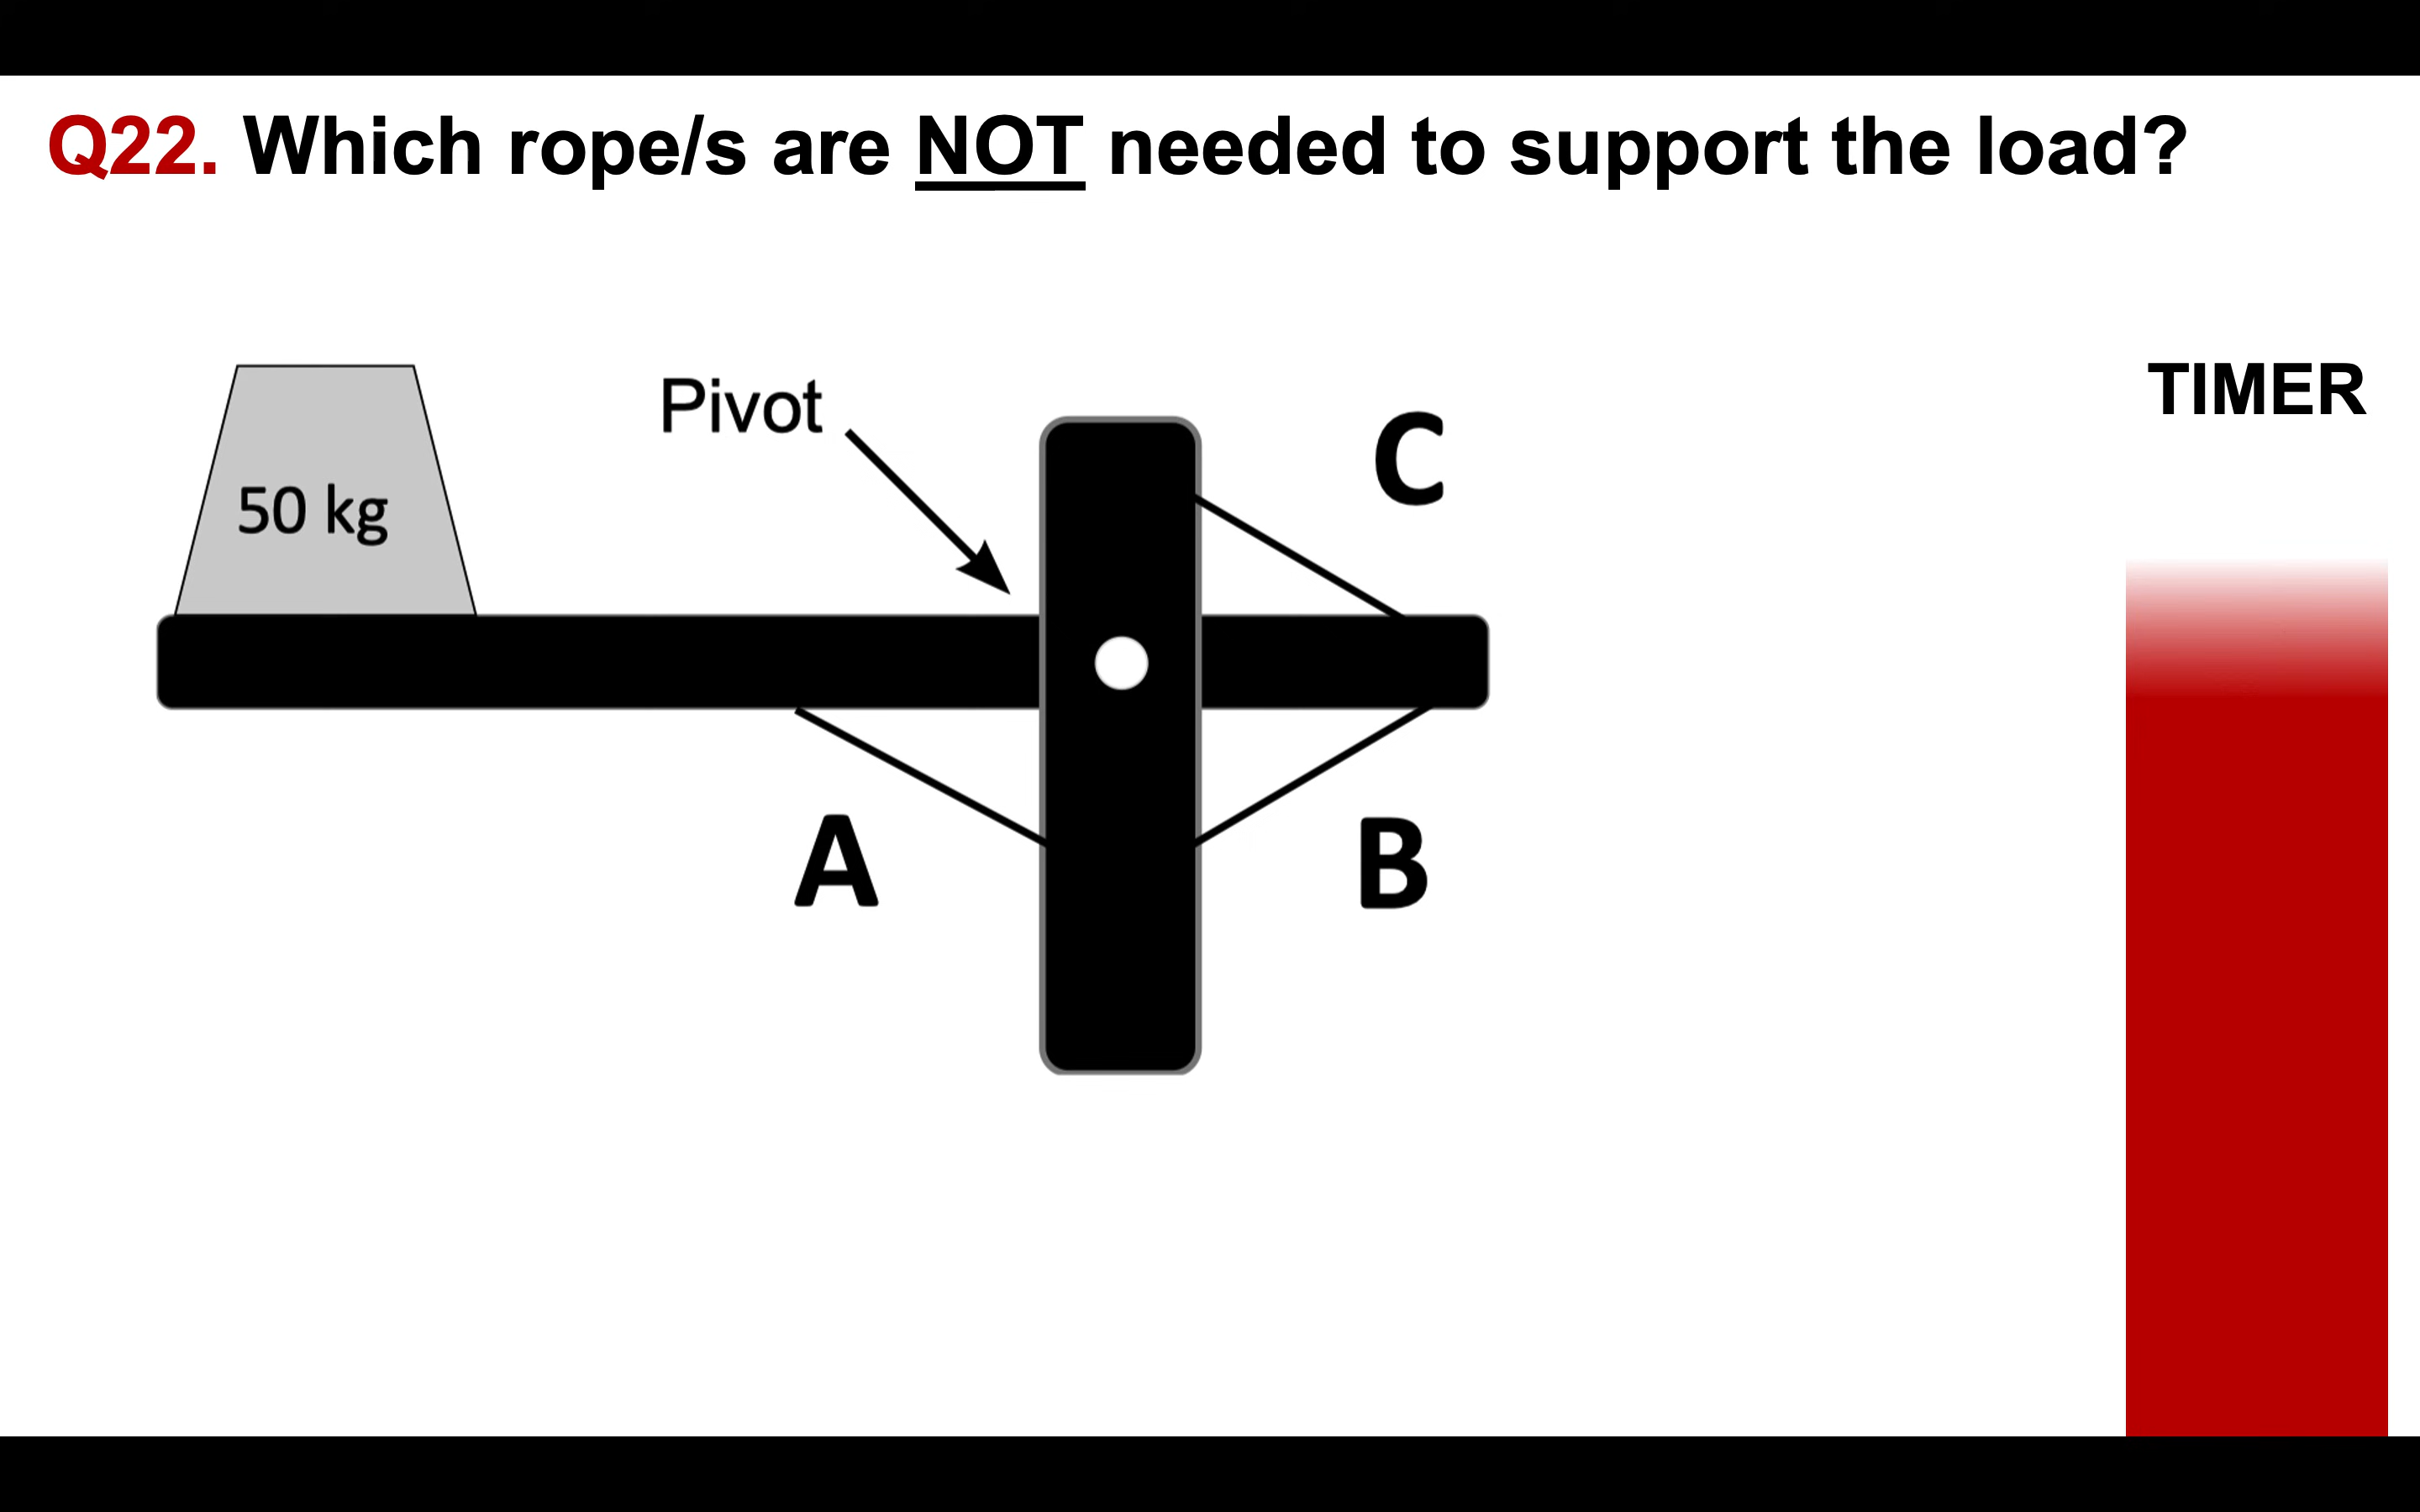 Q22. Which rope/s are NOT needed to support the load?
Pivot
C
TIMER
50 kg
A
B